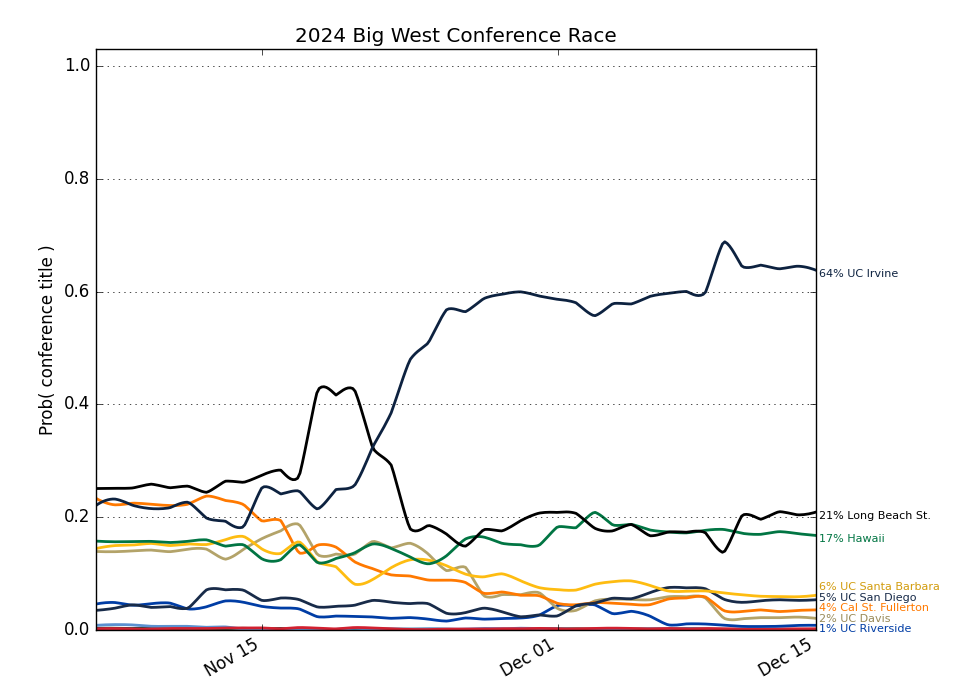 2024 Big West Conference Race
Prob( conference title )
1.0
0.8
0.6
0.4
0.2
0.0
Nov 15
Dec 01
Dec 15
64% UC Irvine
21% Long Beach St.
17% Hawaii
6% UC Santa Barbara
5% UC San Diego
4% Cal St. Fullerton
2% UC Davis
1% UC Riverside